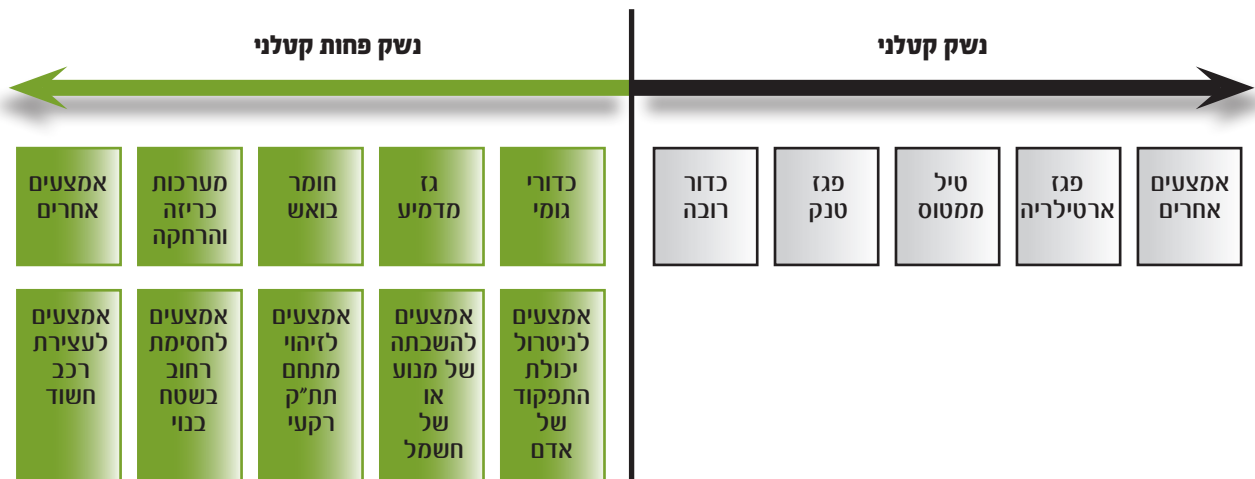 נשק קטלני
אמצעים
אחרים
פגז
ארטילריה
טיל
ממטוס
פגז
טנק
כדור
רובה
נשק פחות קטלני
כדורי
גומי
גז
מדמיע
חומר
בואש
מערכות
כריזה
והרחקה
אמצעים
אחרים
אמצעים
לניטרול
יכולת
התפקוד
של
אדם
אמצעים
להשבתה
של מנוע
או
של
חשמל
אמצעים
לזיהוי
מתחם
תת"ק
רקעי
אמצעים
לחסימת
רחוב
בשטח
בנוי
אמצעים
לעצירת
רכב
חשוד